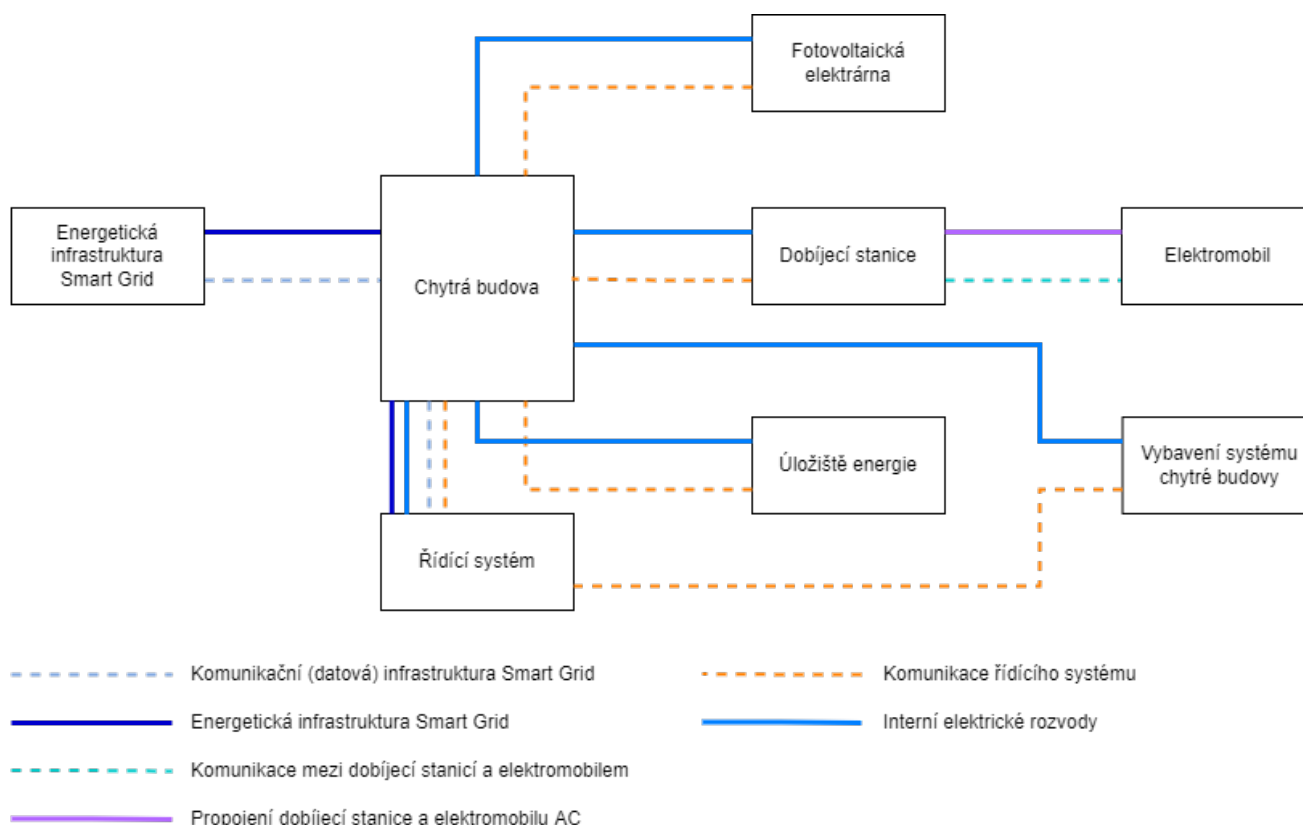 Fotovoltaická
elektrárna
Energetická
infrastruktura
Smart Grid
Chytrá budova
Dobíjecí stanice
Elektromobil
Úložiště energie
Vybavení systému
chytré budovy
Řídící systém
Komunikační (datová) infrastruktura Smart Grid
Komunikace řídícího systému
Energetická infrastruktura Smart Grid
Interní elektrické rozvody
Komunikace mezi dobíjecí stanicí a elektromobilem
Propojení dobíjecí stanice a elektromobilu AC